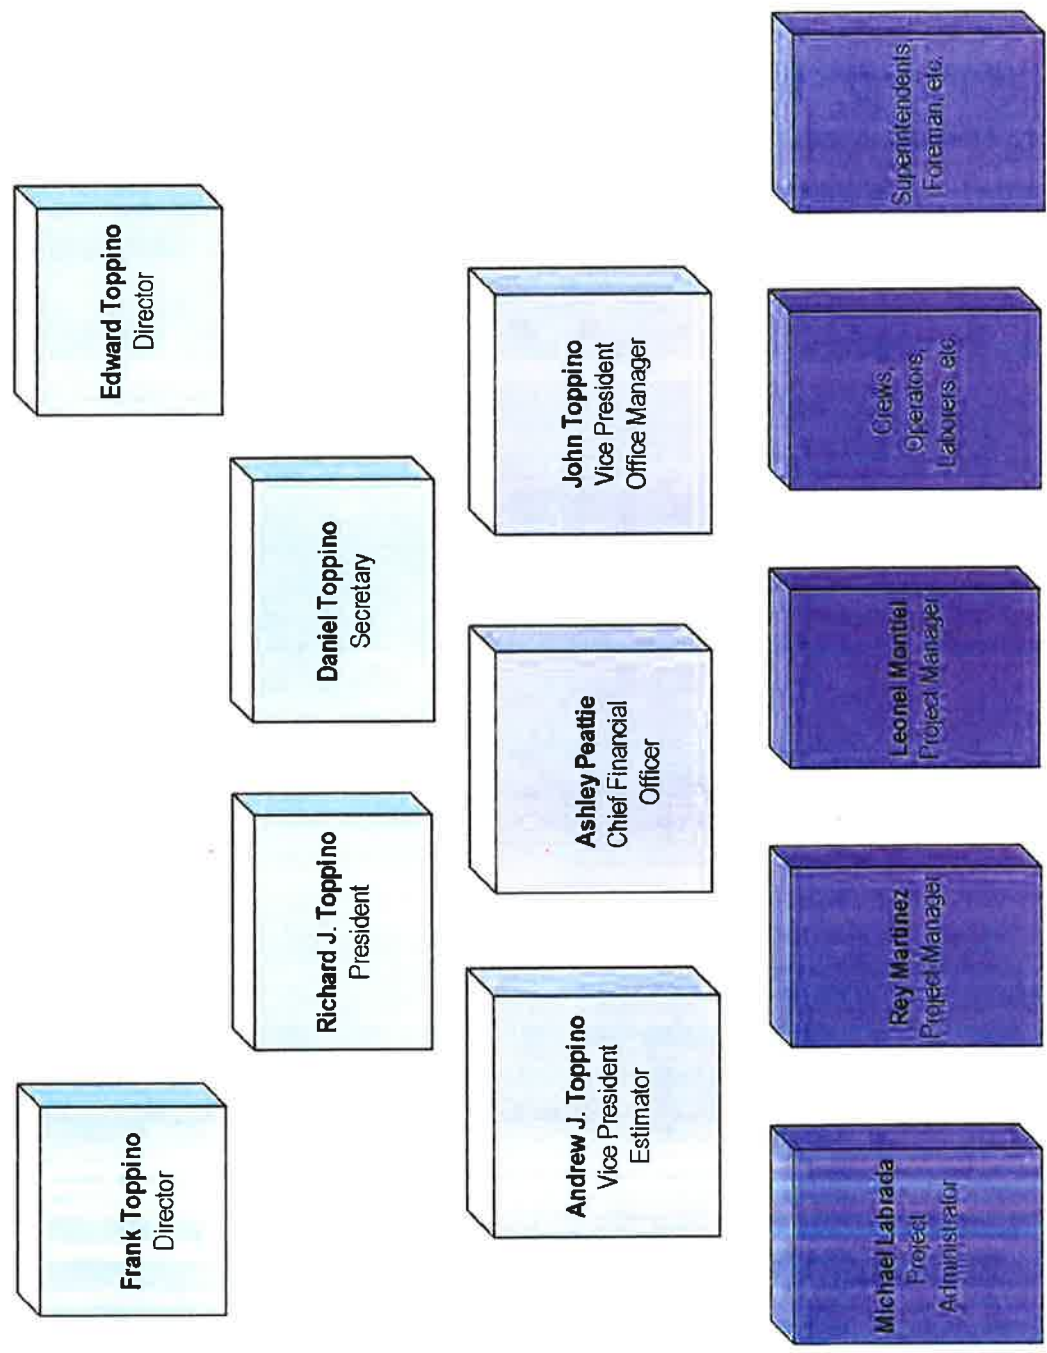 Frank Toppino
Director
Edward Toppino
Director
Richard J. Toppino
President
Daniel Toppino
Secretary
Andrew J. Toppino
Vice President
Estimator
Ashley Peattie
Chief Financial
Officer
John Toppino
Vice President
Office Manager
Michael Labrada
Project
Administrator
Rey Martinez
Project Manager
Leonel Montiel
Project Manager
Crews,
Operators,
Laborers, etc.
Superintendents,
Foreman, etc.